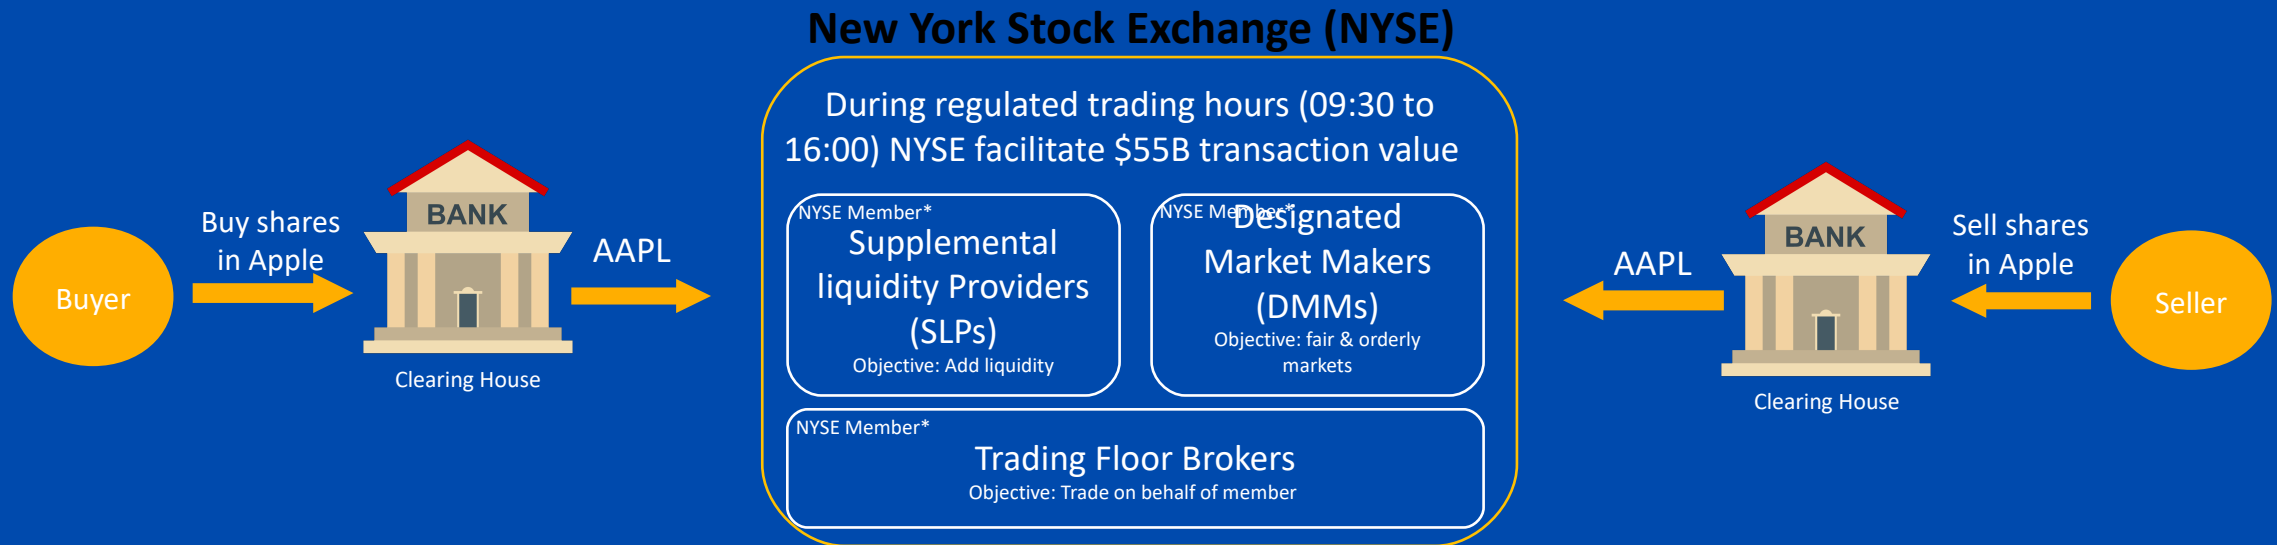 New York Stock Exchange (NYSE)
During regulated trading hours (09:30 to
16:00) NYSE facilitate $55B transaction value
Buyer
Buy shares
in Apple
BANK
Clearing House
AAPL
NYSE Member*
Supplemental
liquidity Providers
(SLPs)
Objective: Add liquidity
NYSE Member*
Designated
Market Makers
(DMMs)
Objective: fair & orderly
markets
NYSE Member*
Trading Floor Brokers
Objective: Trade on behalf of member
AAPL
BANK
Clearing House
Sell shares
in Apple
Seller